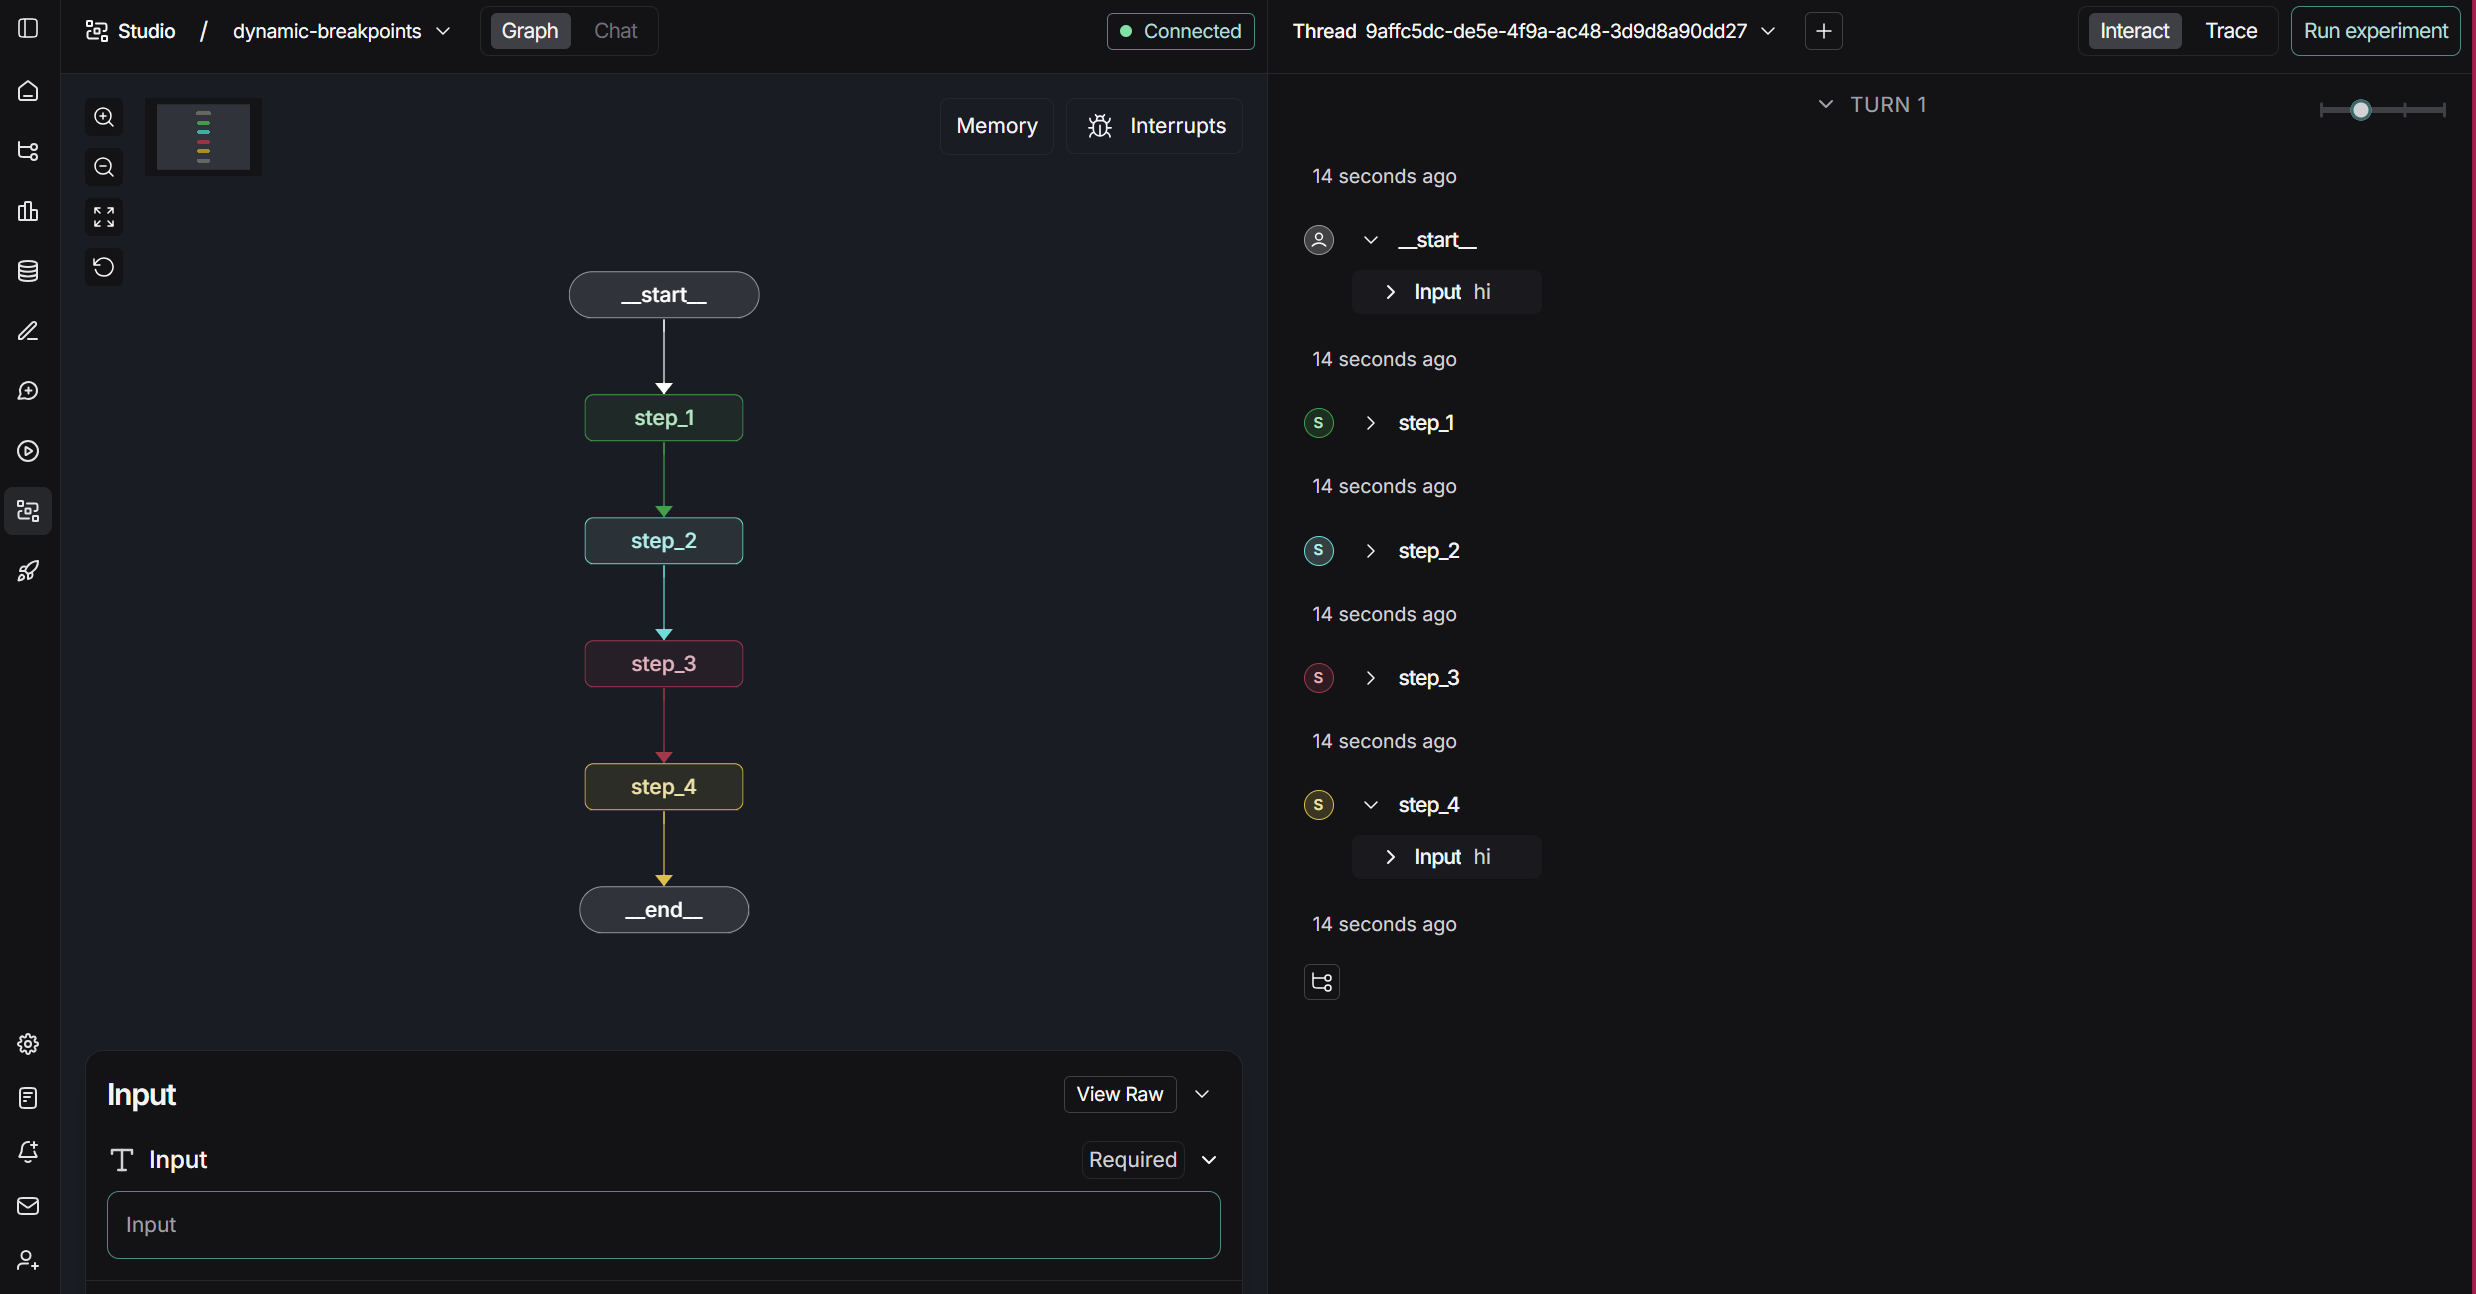 Studio / dynamic-breakpoints
Graph
Chat
Connected
Thread 9affc5dc-de5e-4f9a-ac48-3d9d8a90dd27
Interact
Trace
Run experiment
Memory
Interrupts
__start__
step_1
step_2
step_3
step_4
__end__
Input
View Raw
Input
Required
Input
TURN 1
14 seconds ago
__start__
Input hi
14 seconds ago
S step_1
14 seconds ago
S step_2
14 seconds ago
S step_3
14 seconds ago
S step_4
Input hi
14 seconds ago